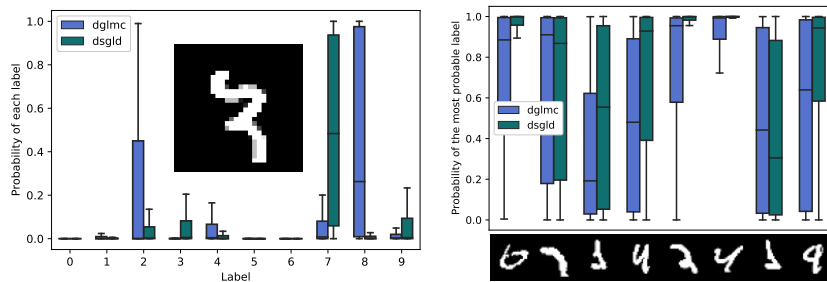 Probability of each label
1.0
0.8
0.6
0.4
0.2
0.0
dglmc
dsgld
0 1 2 3 4 5 6 7 8 9
Label
Probability of the most probable label
1.0
0.8
0.6
0.4
0.2
0.0
dglmc
dsgld